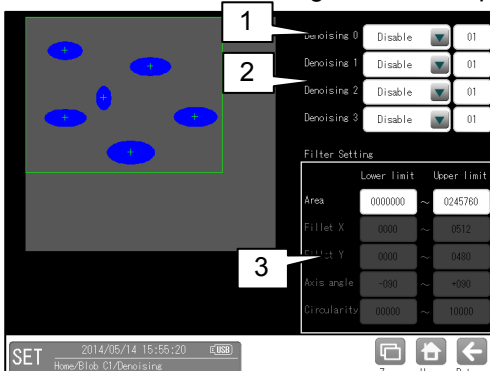 1
Denoising 0 Disable 01
2
Denoising 1 Disable 01
Denoising 2 Disable 01
Denoising 3 Disable 01
Filter Setting
Lower limit Upper limit
Area 0000000 ~ 0245760
Fillet X 0000 ~ 0512
3
Fillet Y 0000 ~ 0480
Axis angle -090 ~ +090
Circularity 00000 ~ 10000
SET 2014/05/14 15:55:20 USB
Home/Blob C1/Denoising